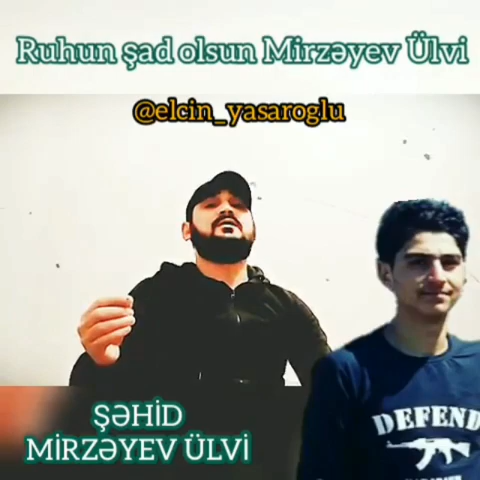 Ruhun şad olsun Mirzəyev Ülvi
@elcin_yasaroglu
ŞƏHİD
MİRZƏYEV ÜLVİ
DEFEND